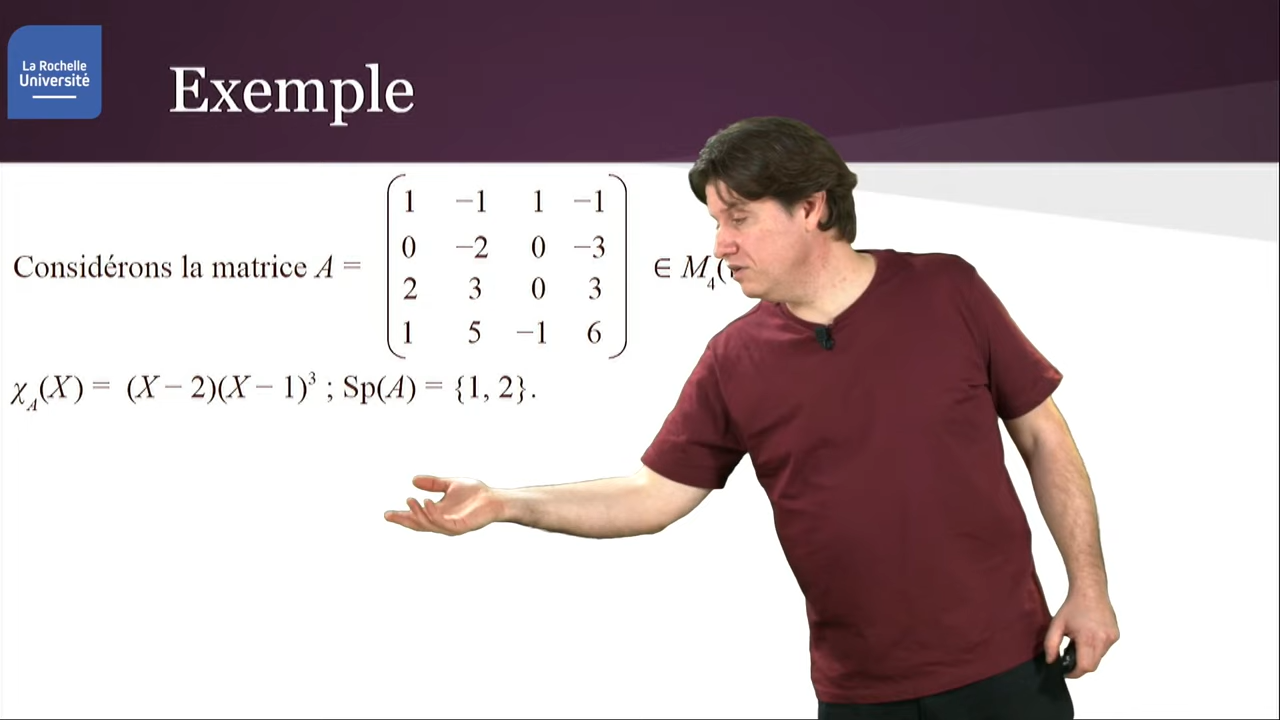 La Rochelle
Université
Exemple
Considérons la matrice A =
1 −1 1 −1
0 −2 0 −3
2 3 0 3
1 5 −1 6
∈ M₄(
χ_A(X) = (X − 2)(X − 1)³ ; Sp(A) = {1, 2}.